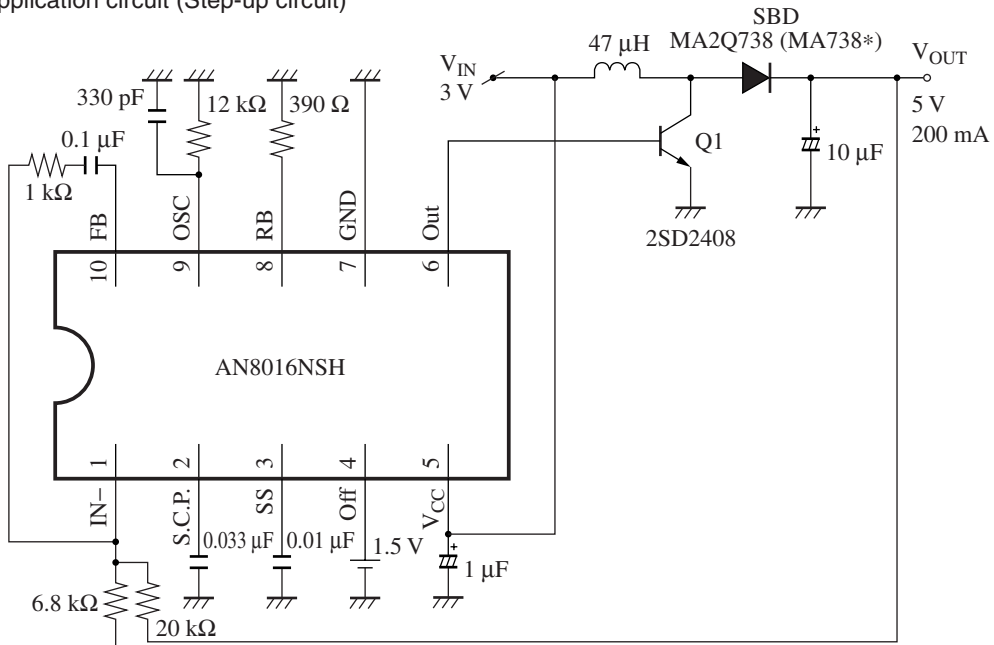 pplication circuit (Step-up circuit)
SBD
MA2Q738 (MA738*)
47 μH
VIN
3 V
VOUT
5 V
200 mA
330 pF
12 kΩ
390 Ω
0.1 μF
1 kΩ
Q1
10 μF
2SD2408
FB
OSC
RB
GND
Out
10
9
8
7
6
AN8016NSH
1
2
3
4
5
IN−
S.C.P.
SS
Off
VCC
0.033 μF
0.01 μF
1.5 V
1 μF
6.8 kΩ
20 kΩ